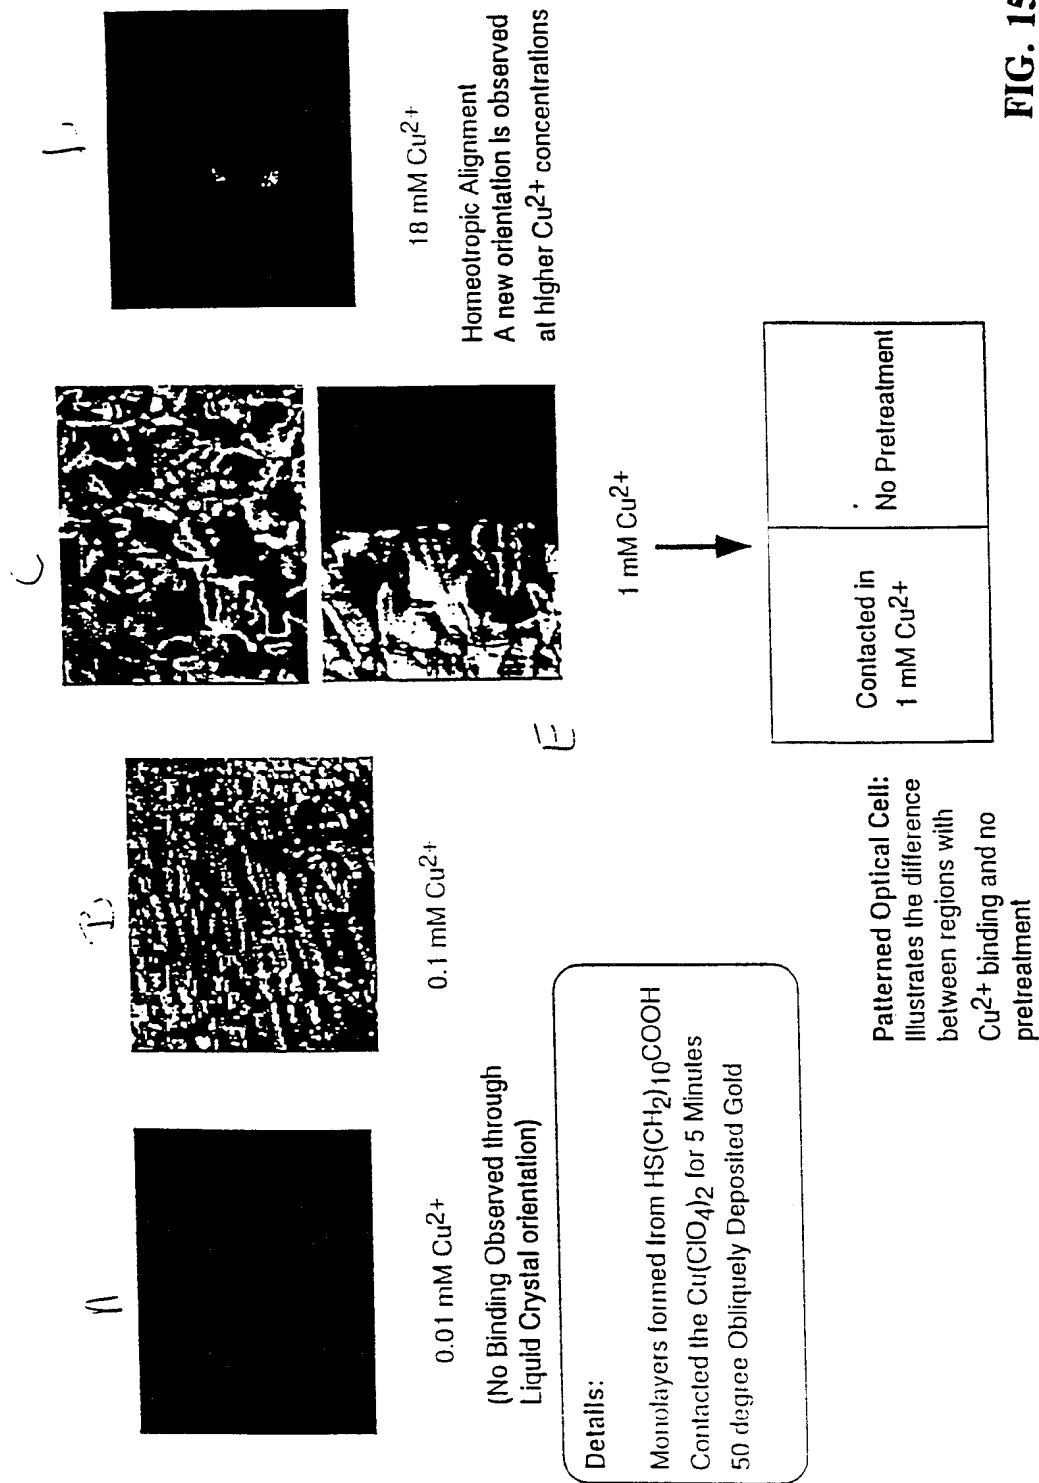 A
B
C
D
E
0.01 mM Cu2+
(No Binding Observed through
Liquid Crystal orientation)
0.1 mM Cu2+
1 mM Cu2+
18 mM Cu2+
Homeotropic Alignment
A new orientation is observed
at higher Cu2+ concentrations
Details:
Monolayers formed from HS(CH2)10COOH
Contacted the Cu(ClO4)2 for 5 Minutes
50 degree Obliquely Deposited Gold
Patterned Optical Cell:
Illustrates the difference
between regions with
Cu2+ binding and no
pretreatment
Contacted in
1 mM Cu2+
No Pretreatment
FIG. 15